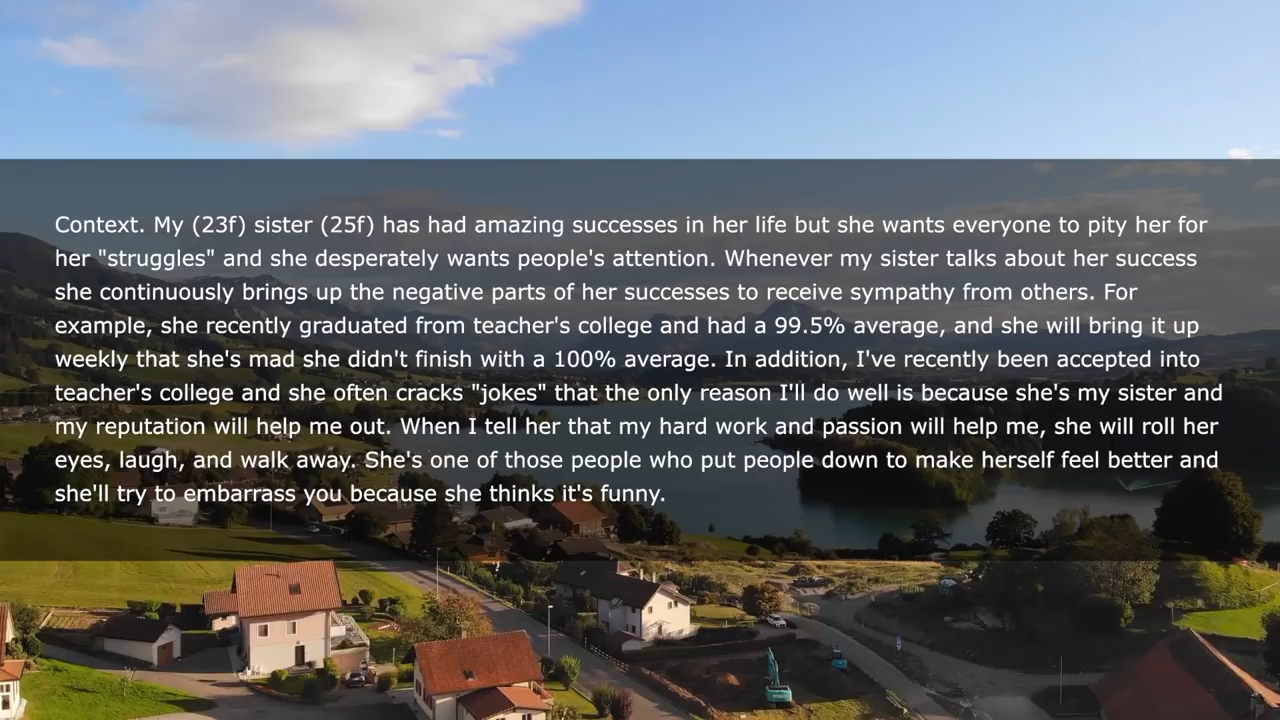 Context. My (23f) sister (25f) has had amazing successes in her life but she wants everyone to pity her for
her "struggles" and she desperately wants people's attention. Whenever my sister talks about her success
she continuously brings up the negative parts of her successes to receive sympathy from others. For
example, she recently graduated from teacher's college and had a 99.5% average, and she will bring it up
weekly that she's mad she didn't finish with a 100% average. In addition, I've recently been accepted into
teacher's college and she often cracks "jokes" that the only reason I'll do well is because she's my sister and
my reputation will help me out. When I tell her that my hard work and passion will help me, she will roll her
eyes, laugh, and walk away. She's one of those people who put people down to make herself feel better and
she'll try to embarrass you because she thinks it's funny.